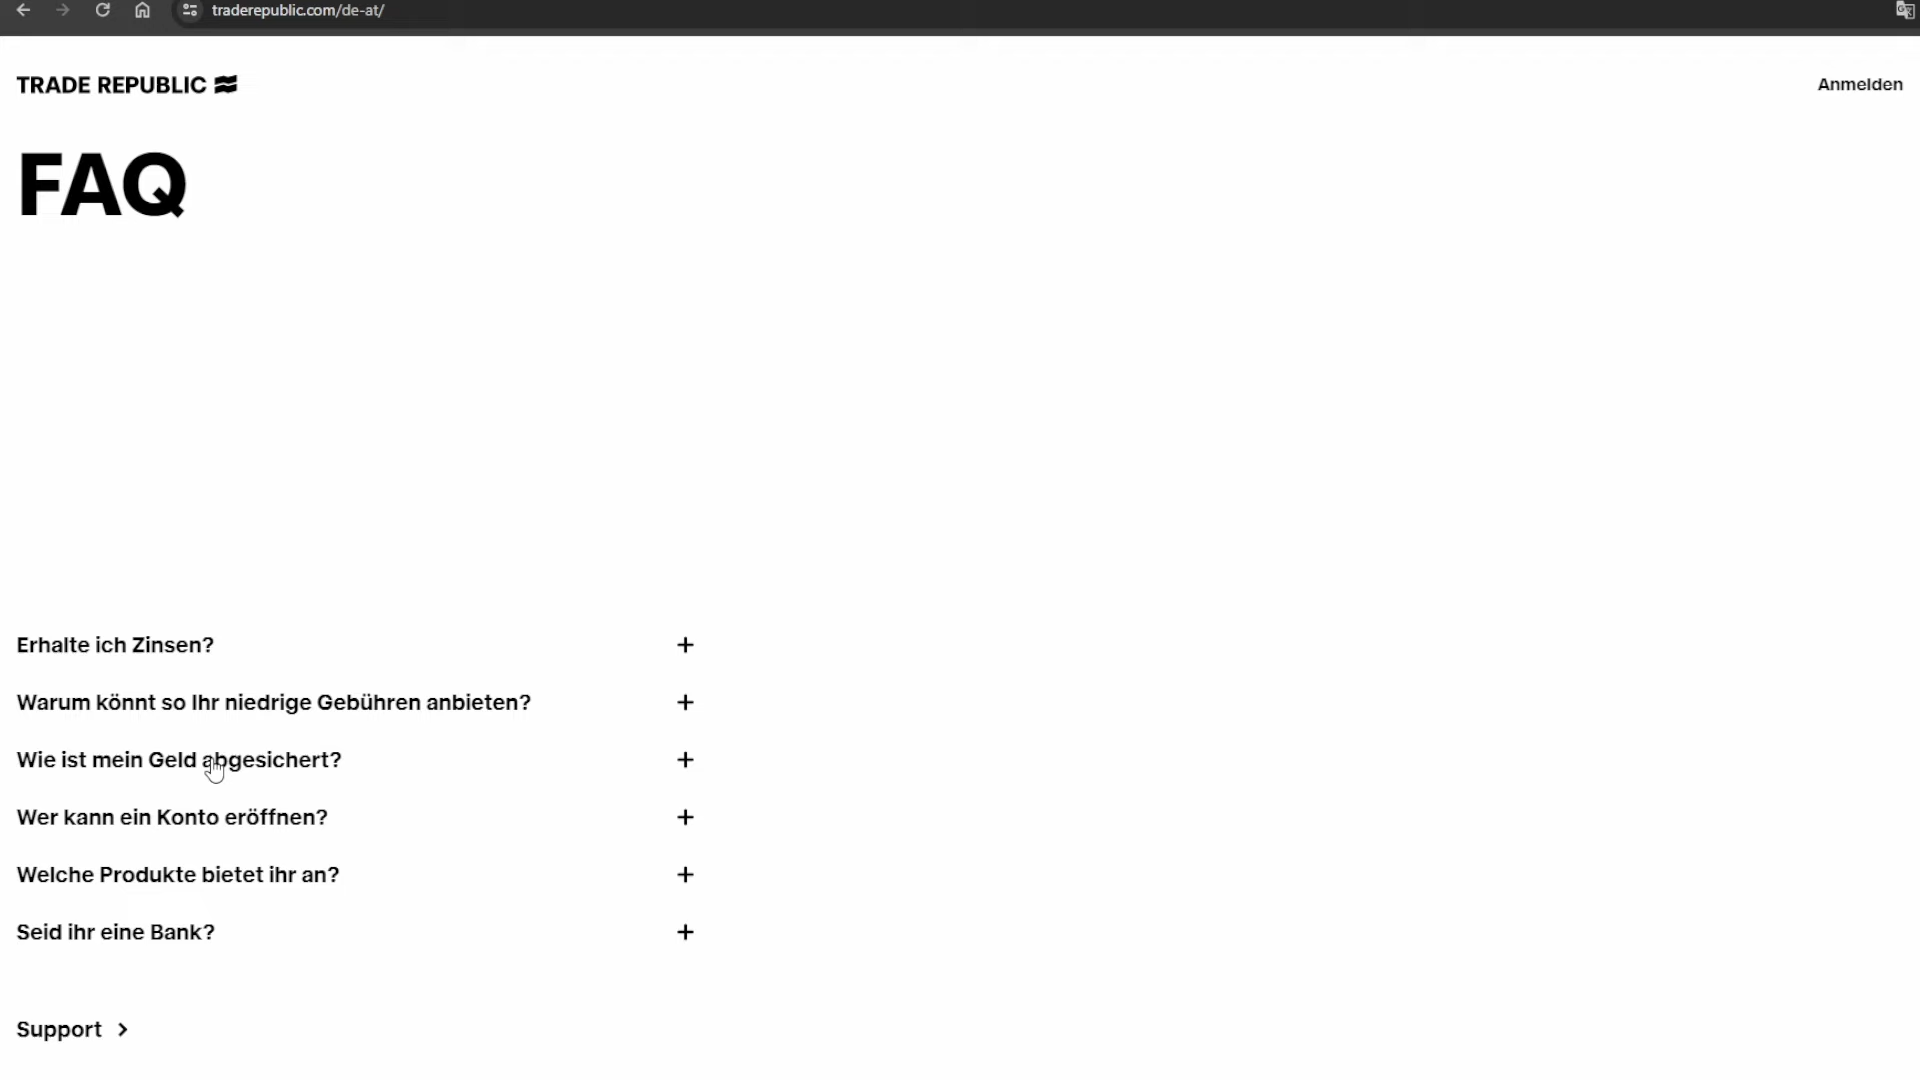 traderepublic.com/de-at/
TRADE REPUBLIC
Anmelden
FAQ
Erhalte ich Zinsen?
Warum könnt so Ihr niedrige Gebühren anbieten?
Wie ist mein Geld abgesichert?
Wer kann ein Konto eröffnen?
Welche Produkte bietet ihr an?
Seid ihr eine Bank?
Support